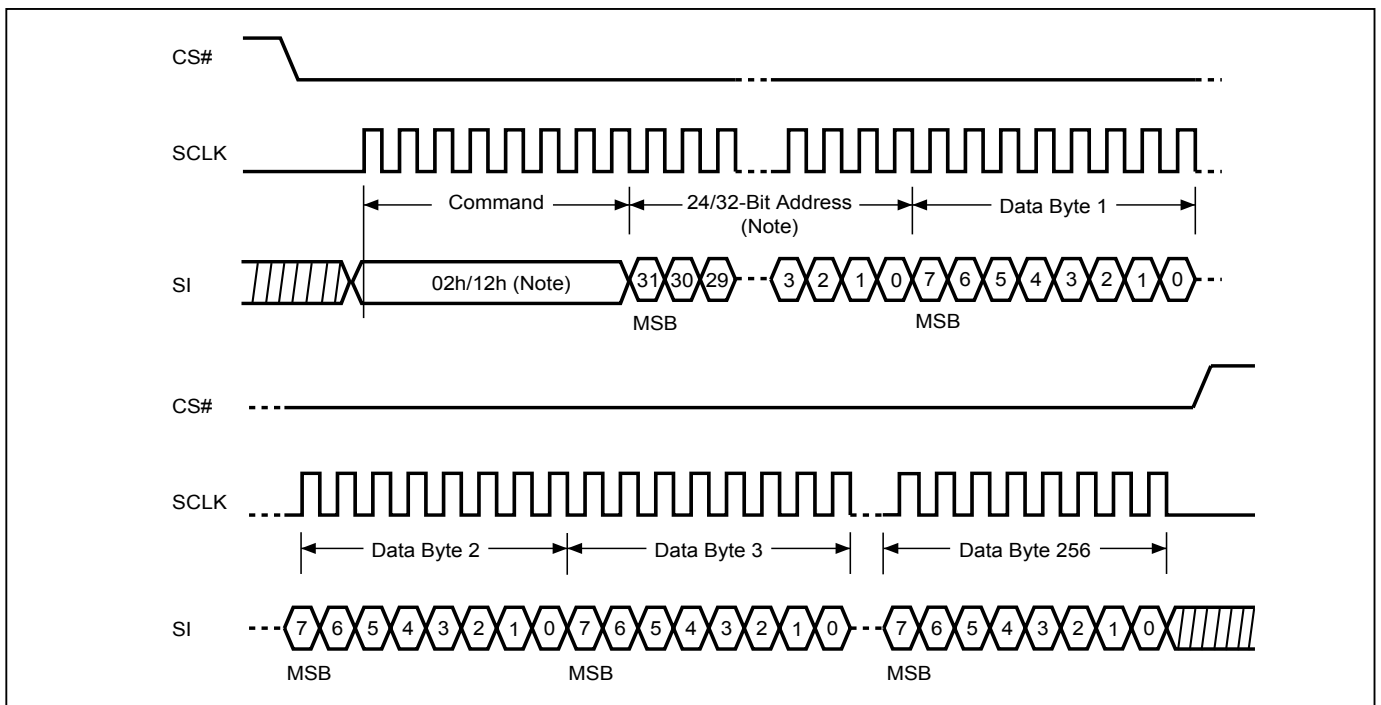 CS#
SCLK
Command
24/32-Bit Address
(Note)
Data Byte 1
SI
02h/12h (Note)
31 30 29 3 2 1 0 7 6 5 4 3 2 1 0
MSB
MSB
CS#
SCLK
Data Byte 2
Data Byte 3
Data Byte 256
SI
7 6 5 4 3 2 1 0 7 6 5 4 3 2 1 0 7 6 5 4 3 2 1 0
MSB
MSB
MSB